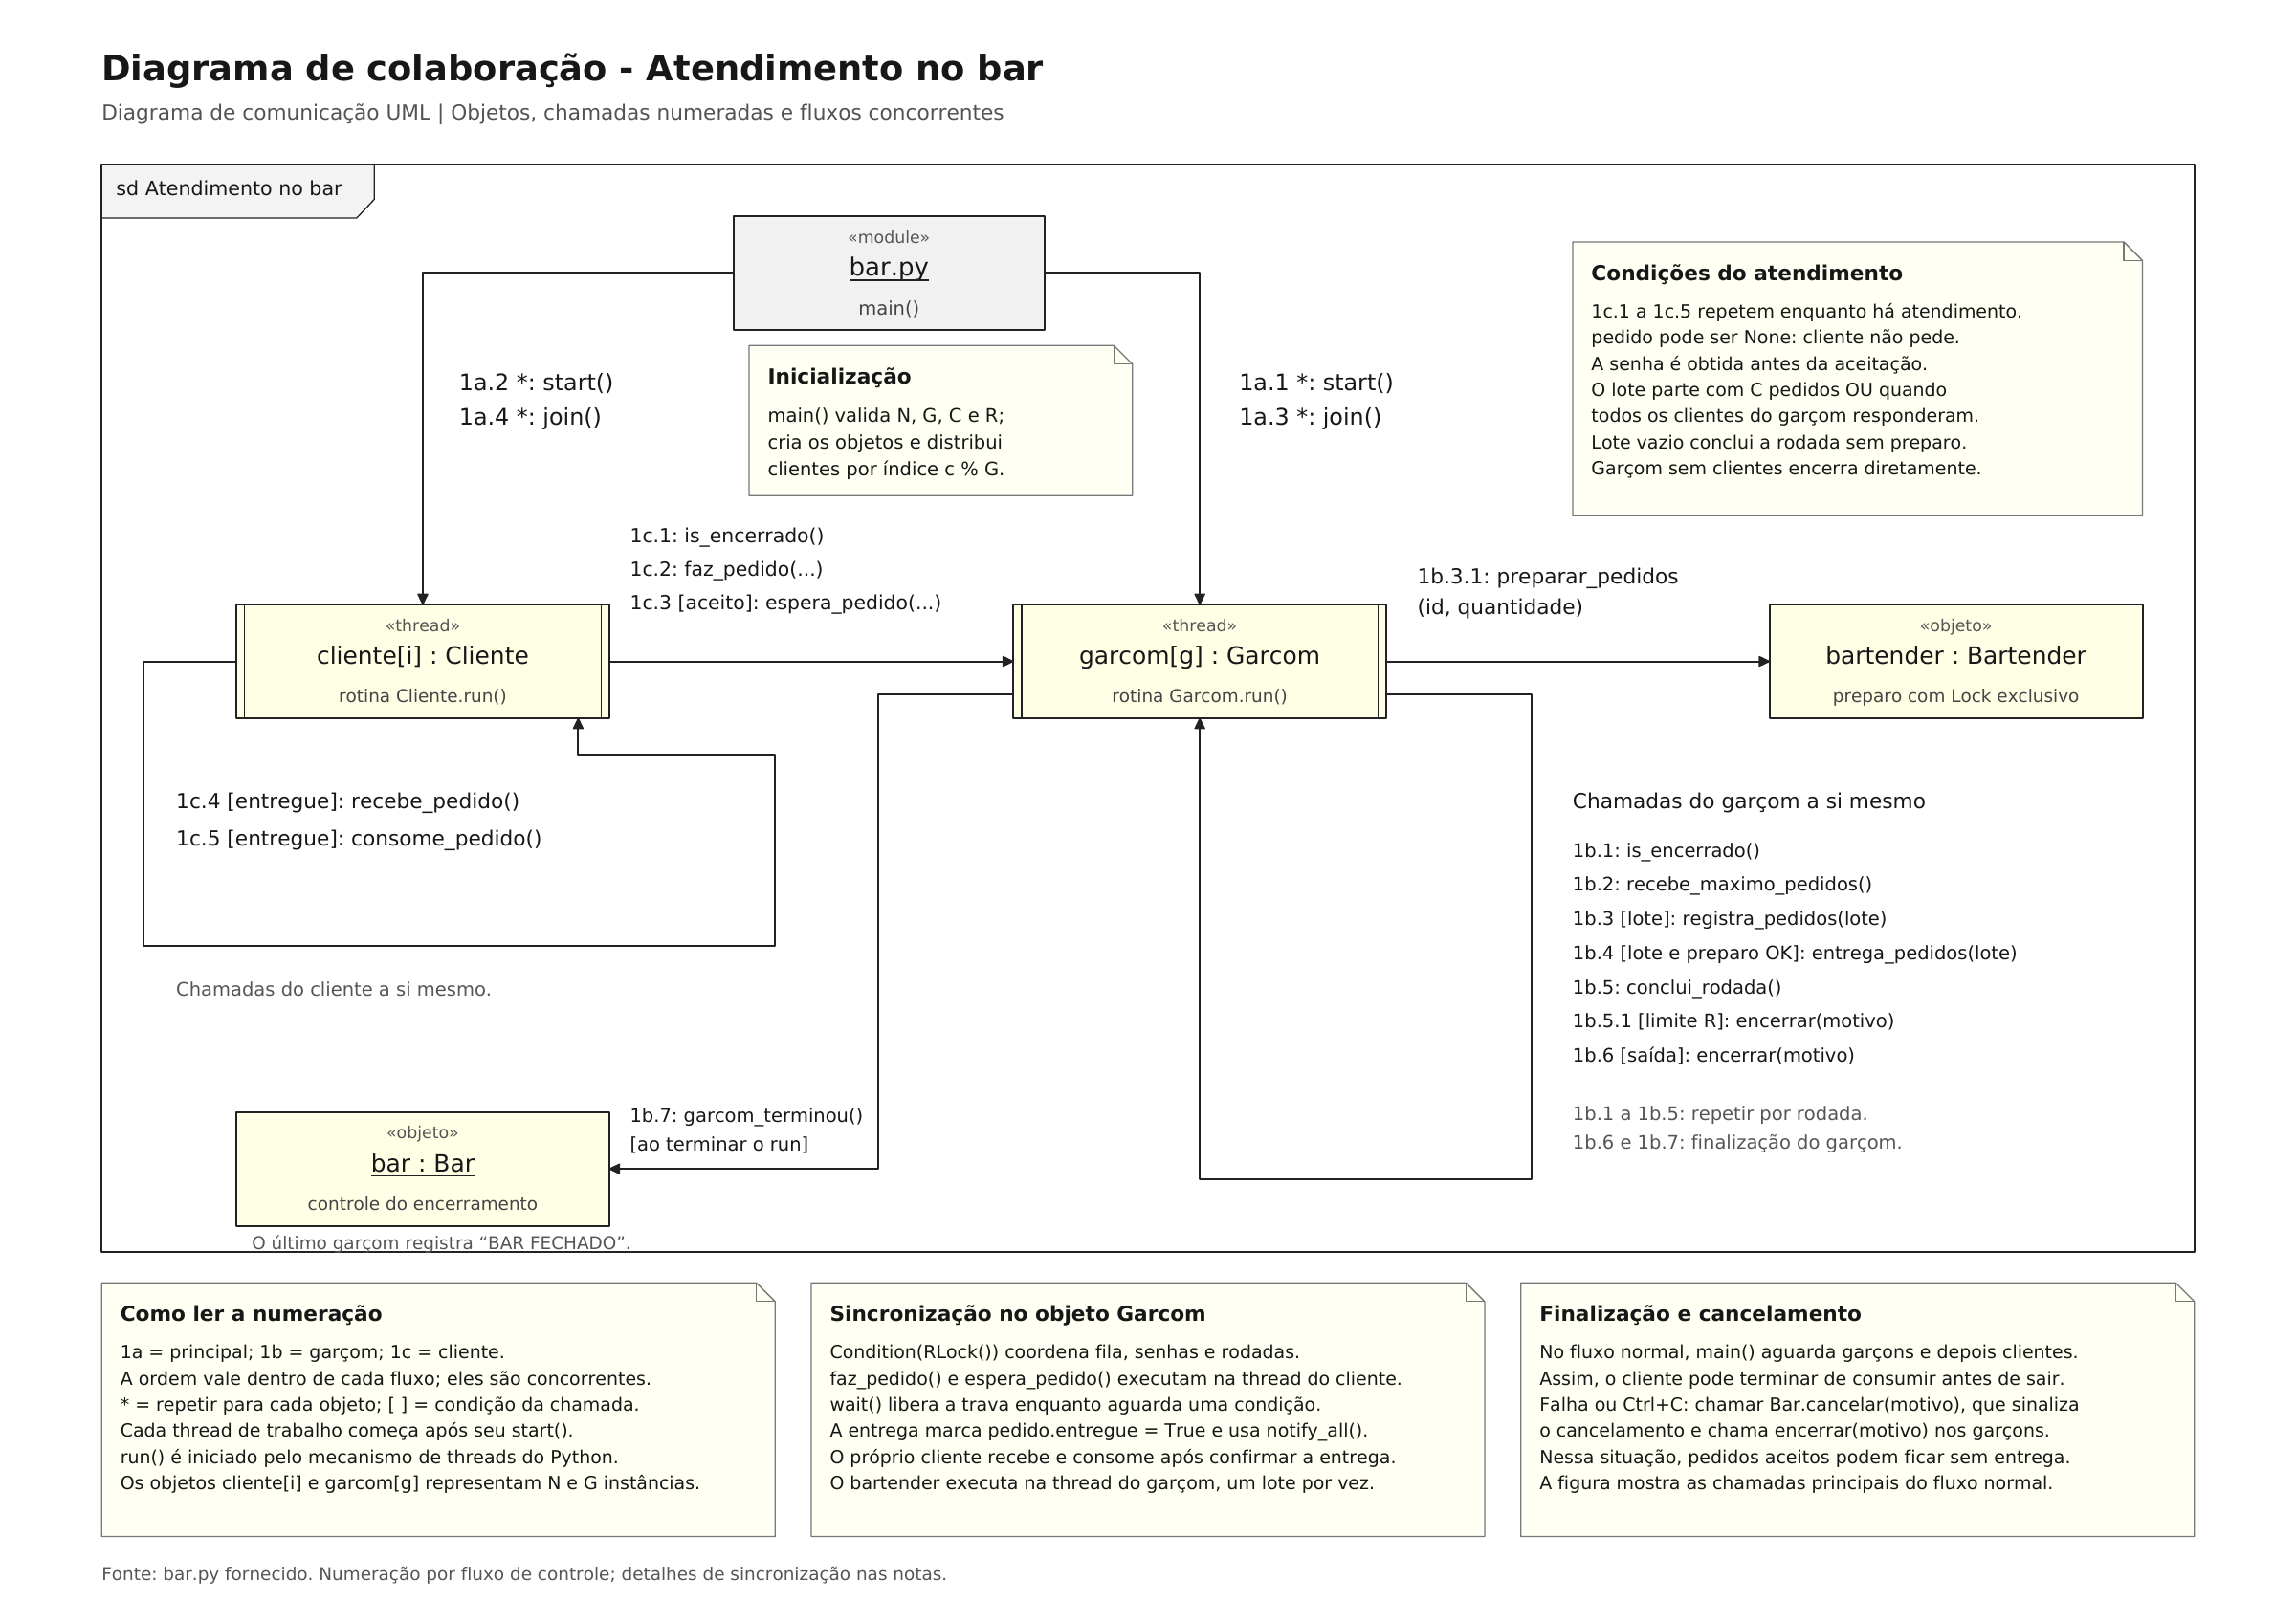 Diagrama de colaboração - Atendimento no bar
Diagrama de comunicação UML | Objetos, chamadas numeradas e fluxos concorrentes
sd Atendimento no bar
«module»
bar.py
main()
Condições do atendimento
1c.1 a 1c.5 repetem enquanto há atendimento.
pedido pode ser None: cliente não pede.
A senha é obtida antes da aceitação.
O lote parte com C pedidos OU quando
todos os clientes do garçom responderam.
Lote vazio conclui a rodada sem preparo.
Garçom sem clientes encerra diretamente.
1a.2 *: start()
1a.4 *: join()
Inicialização
main() valida N, G, C e R;
cria os objetos e distribui
clientes por índice c % G.
1a.1 *: start()
1a.3 *: join()
1c.1: is_encerrado()
1c.2: faz_pedido(...)
1c.3 [aceito]: espera_pedido(...)
1b.3.1: preparar_pedidos
(id, quantidade)
«thread»
cliente[i] : Cliente
rotina Cliente.run()
«thread»
garcom[g] : Garcom
rotina Garcom.run()
«objeto»
bartender : Bartender
preparo com Lock exclusivo
1c.4 [entregue]: recebe_pedido()
1c.5 [entregue]: consome_pedido()
Chamadas do cliente a si mesmo.
Chamadas do garçom a si mesmo
1b.1: is_encerrado()
1b.2: recebe_maximo_pedidos()
1b.3 [lote]: registra_pedidos(lote)
1b.4 [lote e preparo OK]: entrega_pedidos(lote)
1b.5: conclui_rodada()
1b.5.1 [limite R]: encerrar(motivo)
1b.6 [saída]: encerrar(motivo)
1b.1 a 1b.5: repetir por rodada.
1b.6 e 1b.7: finalização do garçom.
1b.7: garcom_terminou()
[ao terminar o run]
«objeto»
bar : Bar
controle do encerramento
O último garçom registra “BAR FECHADO”.
Como ler a numeração
1a = principal; 1b = garçom; 1c = cliente.
A ordem vale dentro de cada fluxo; eles são concorrentes.
* = repetir para cada objeto; [ ] = condição da chamada.
Cada thread de trabalho começa após seu start().
run() é iniciado pelo mecanismo de threads do Python.
Os objetos cliente[i] e garcom[g] representam N e G instâncias.
Sincronização no objeto Garcom
Condition(RLock()) coordena fila, senhas e rodadas.
faz_pedido() e espera_pedido() executam na thread do cliente.
wait() libera a trava enquanto aguarda uma condição.
A entrega marca pedido.entregue = True e usa notify_all().
O próprio cliente recebe e consome após confirmar a entrega.
O bartender executa na thread do garçom, um lote por vez.
Finalização e cancelamento
No fluxo normal, main() aguarda garçons e depois clientes.
Assim, o cliente pode terminar de consumir antes de sair.
Falha ou Ctrl+C: chamar Bar.cancelar(motivo), que sinaliza
o cancelamento e chama encerrar(motivo) nos garçons.
Nessa situação, pedidos aceitos podem ficar sem entrega.
A figura mostra as chamadas principais do fluxo normal.
Fonte: bar.py fornecido. Numeração por fluxo de controle; detalhes de sincronização nas notas.